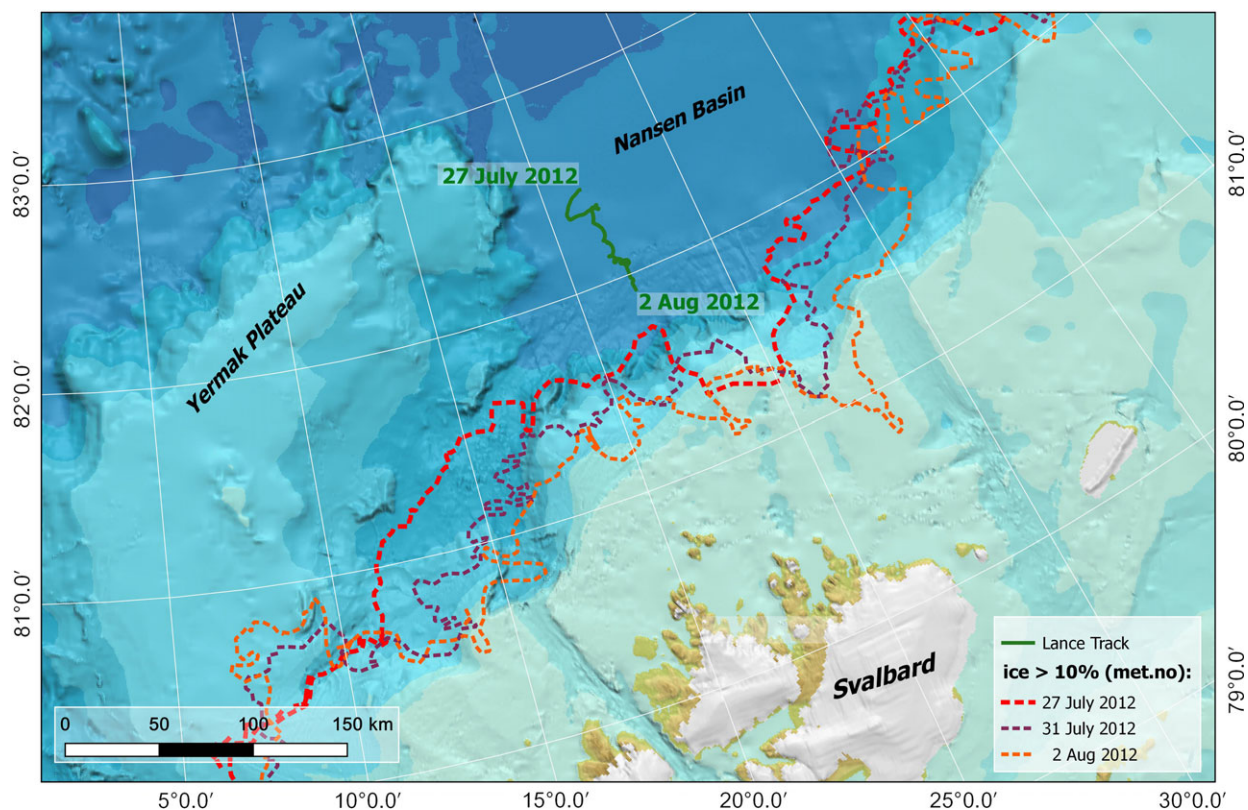 Nansen Basin
27 July 2012
2 Aug 2012
Yermak Plateau
Svalbard
83°0.0'
82°0.0'
81°0.0'
81°0.0'
80°0.0'
79°0.0'
0 50 100 150 km
Lance Track
ice > 10% (met.no):
27 July 2012
31 July 2012
2 Aug 2012
5°0.0' 10°0.0' 15°0.0' 20°0.0' 25°0.0' 30°0.0'